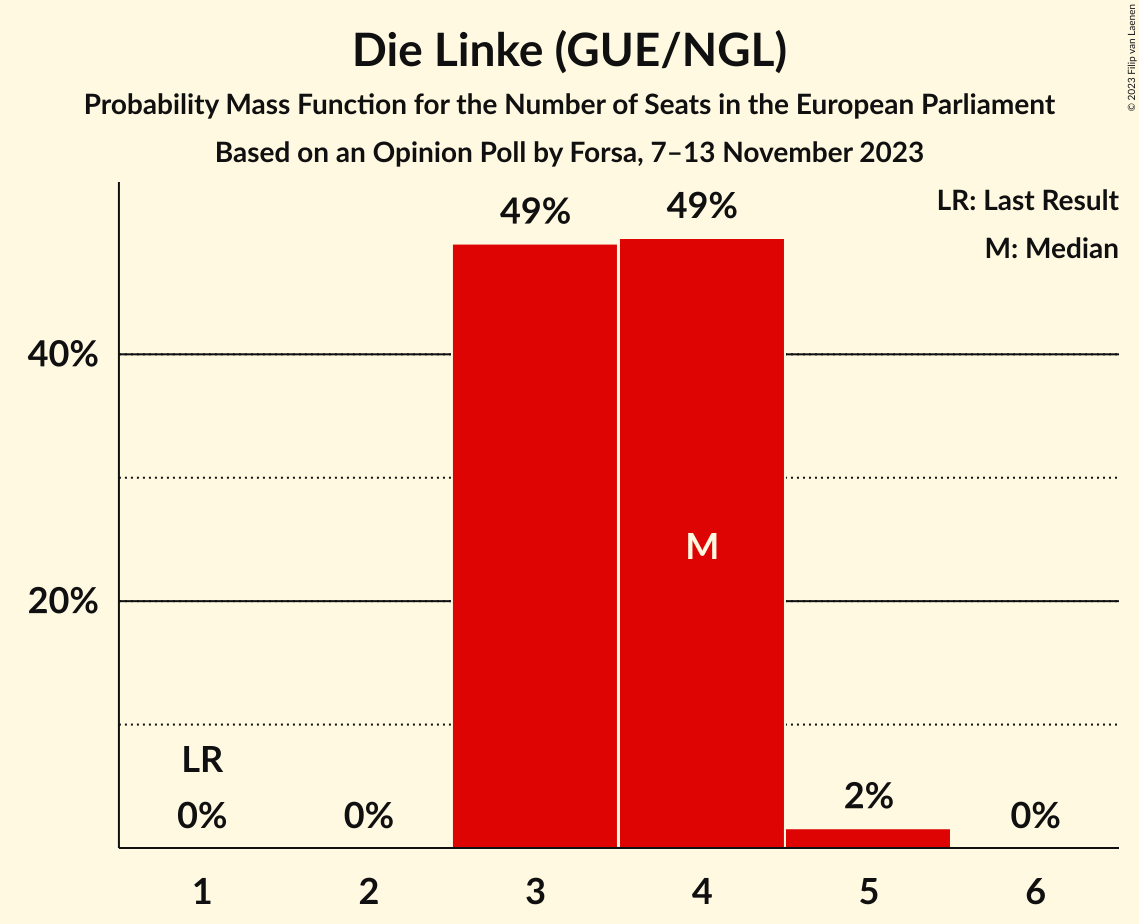 Die Linke (GUE/NGL)
Probability Mass Function for the Number of Seats in the European Parliament
Based on an Opinion Poll by Forsa, 7–13 November 2023
© 2023 Filip van Laenen
LR: Last Result
M: Median
49%
49%
40%
M
20%
LR
0%
0%
2%
0%
1
2
3
4
5
6